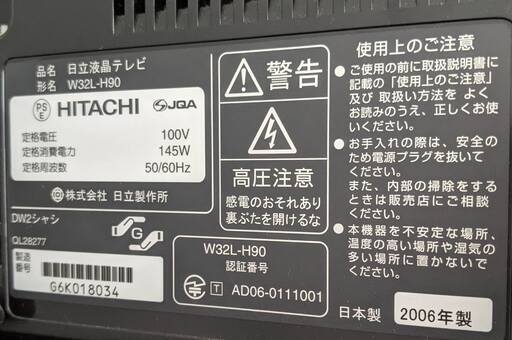 品名 日立液晶テレビ
形名 W32L-H90
PS
E
HITACHI
JQA
定格電圧 100V
定格消費電力 145W
定格周波数 50/60Hz
株式会社 日立製作所
DW2シャシ
QL28277
G
製造
番号
G6K018034
警告
高圧注意
感電のおそれあり
裏ぶたを開けるな
W32L-H90
認証番号
T AD06-0111001
使用上のご注意
●ご使用の前に取扱説明書に
記載の「使用上のご注意」
及び 取扱い方法を よく
お読みのうえ、正しくお使
いください。
●お手入れの際は、安全のた
め電源プラグを抜いて
ください。
また、内部の掃除をする
ときは販売店にご相談
ください。
●本機器を不安定な場所、
温度の高い場所や湿気の
多い場所に置かないで
ください。
日本製 2006年製